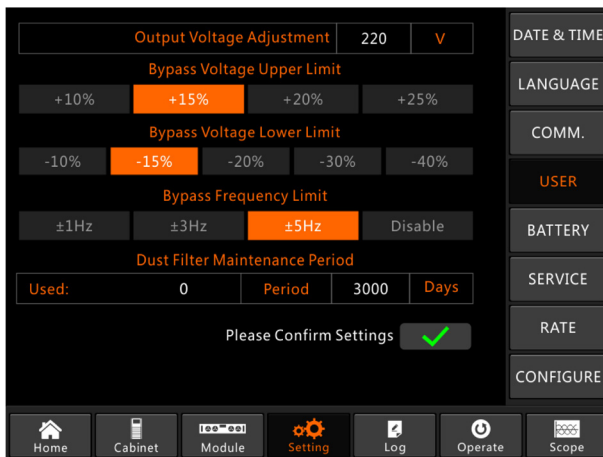 Output Voltage Adjustment 220 V
Bypass Voltage Upper Limit
+10% +15% +20% +25%
Bypass Voltage Lower Limit
-10% -15% -20% -30% -40%
Bypass Frequency Limit
±1Hz ±3Hz ±5Hz Disable
Dust Filter Maintenance Period
Used: 0 Period 3000 Days
Please Confirm Settings
DATE & TIME
LANGUAGE
COMM.
USER
BATTERY
SERVICE
RATE
CONFIGURE
Home Cabinet Module Setting Log Operate Scope